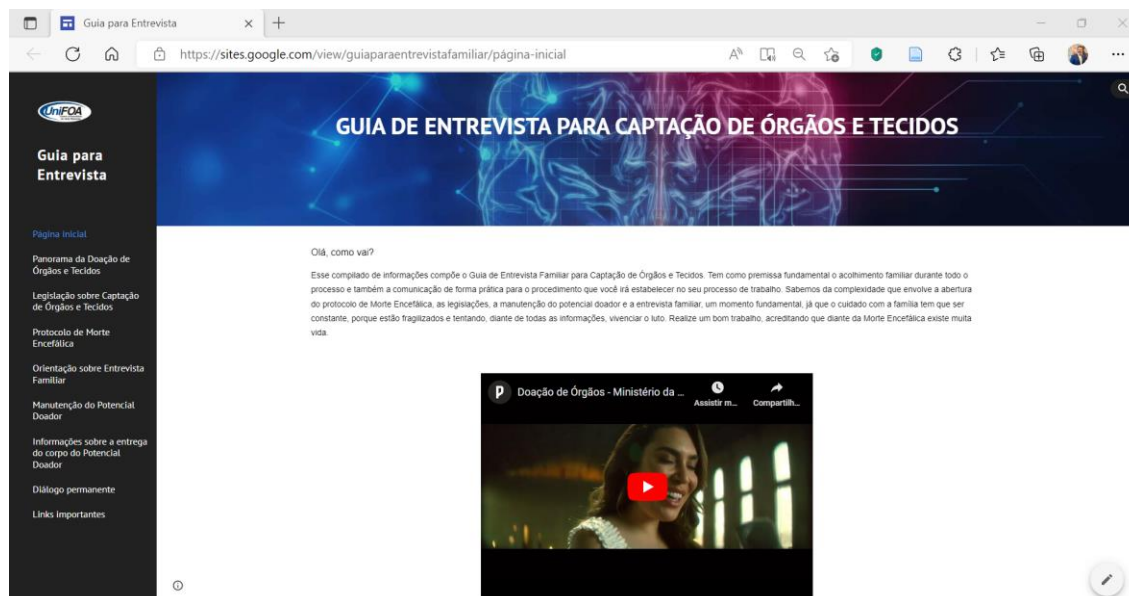 Guia para Entrevista
https://sites.google.com/view/guiaparaentrevistafamiliar/página-inicial
UniFOA
Guia para
Entrevista
Página inicial
Panorama da Doação de
Órgãos e Tecidos
Legislação sobre Captação
de Órgãos e Tecidos
Protocolo de Morte
Encefálica
Orientação sobre Entrevista
Familiar
Manutenção do Potencial
Doador
Informações sobre a entrega
do corpo do Potencial
Doador
Diálogo permanente
Links importantes
GUIA DE ENTREVISTA PARA CAPTAÇÃO DE ÓRGÃOS E TECIDOS
Olá, como vai?
Esse compilado de informações compõe o Guia de Entrevista Familiar para Captação de Órgãos e Tecidos. Tem como premissa fundamental o acolhimento familiar durante todo o
processo e também a comunicação de forma prática para o procedimento que você irá estabelecer no seu processo de trabalho. Sabemos da complexidade que envolve a abertura
do protocolo de Morte Encefálica, as legislações, a manutenção do potencial doador e a entrevista familiar, um momento fundamental, já que o cuidado com a família tem que ser
constante, porque estão fragilizados e tentando, diante de todas as informações, vivenciar o luto. Realize um bom trabalho, acreditando que diante da Morte Encefálica existe muita
vida.
P Doação de Órgãos - Ministério da ...
Assistir m...
Compartilh...